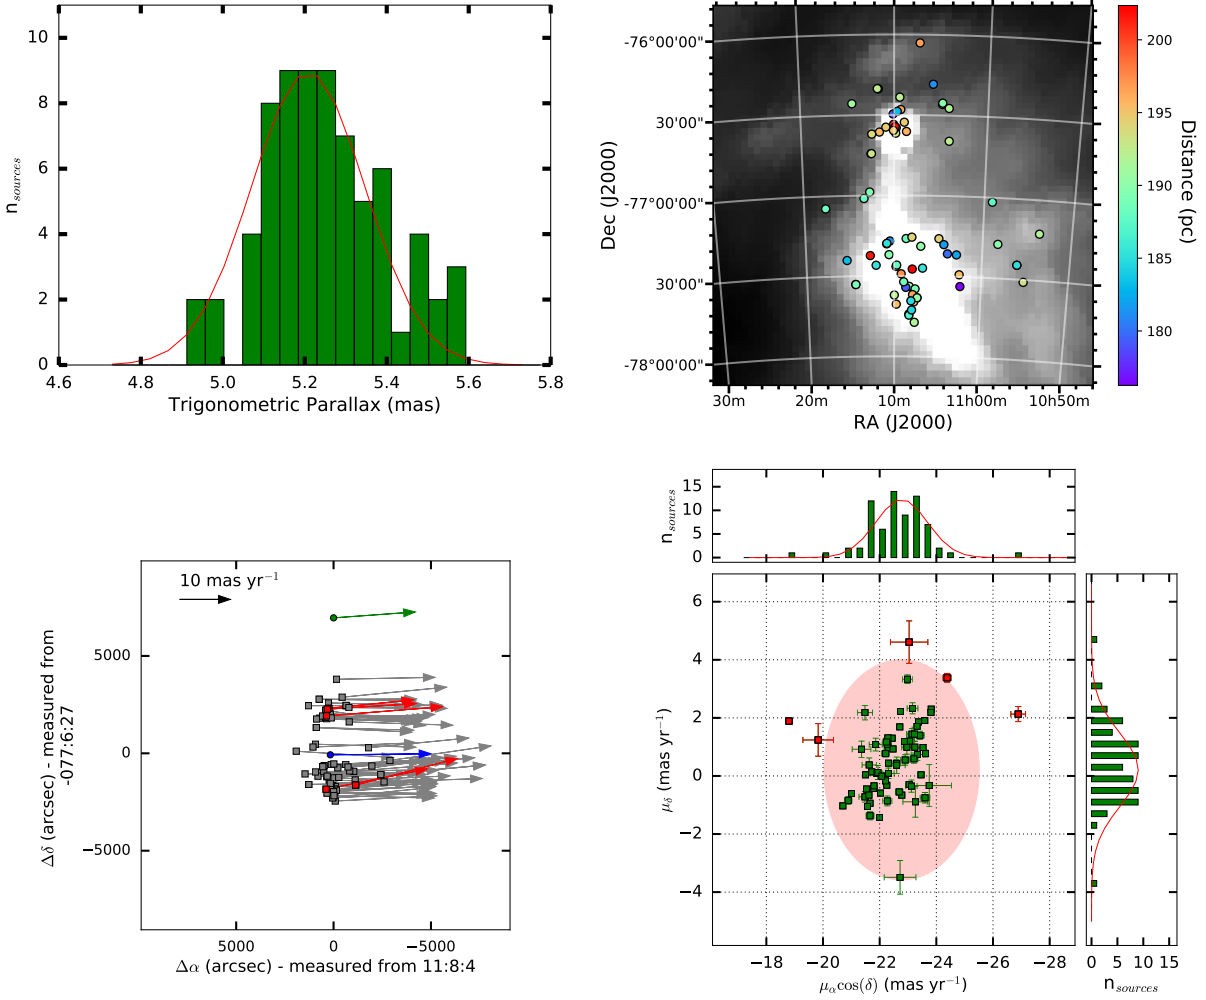 10
8
6
4
2
0
n_sources
4.6 4.8 5.0 5.2 5.4 5.6 5.8
Trigonometric Parallax (mas)
-76°00'00"
30'00"
-77°00'00"
30'00"
-78°00'00"
Dec (J2000)
30m 20m 10m 11h00m 10h50m
RA (J2000)
200
195
190
185
180
Distance (pc)
10 mas yr⁻¹
5000
0
−5000
Δδ (arcsec) - measured from
-077:6:27
5000 0 −5000
Δα (arcsec) - measured from 11:8:4
15
10
5
0
n_sources
6
4
2
0
−2
−4
μ_δ (mas yr⁻¹)
−18 −20 −22 −24 −26 −28
μ_α cos(δ) (mas yr⁻¹)
0 5 10 15
n_sources